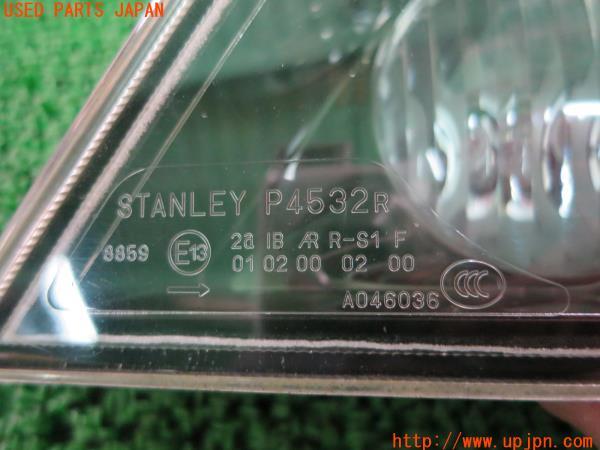 USED PARTS JAPAN
STANLEY P4532R
8859 E13 2a IB AR R-S1 F
01 02 00 02 00
A046036 CCC
http://www.upjpn.com/